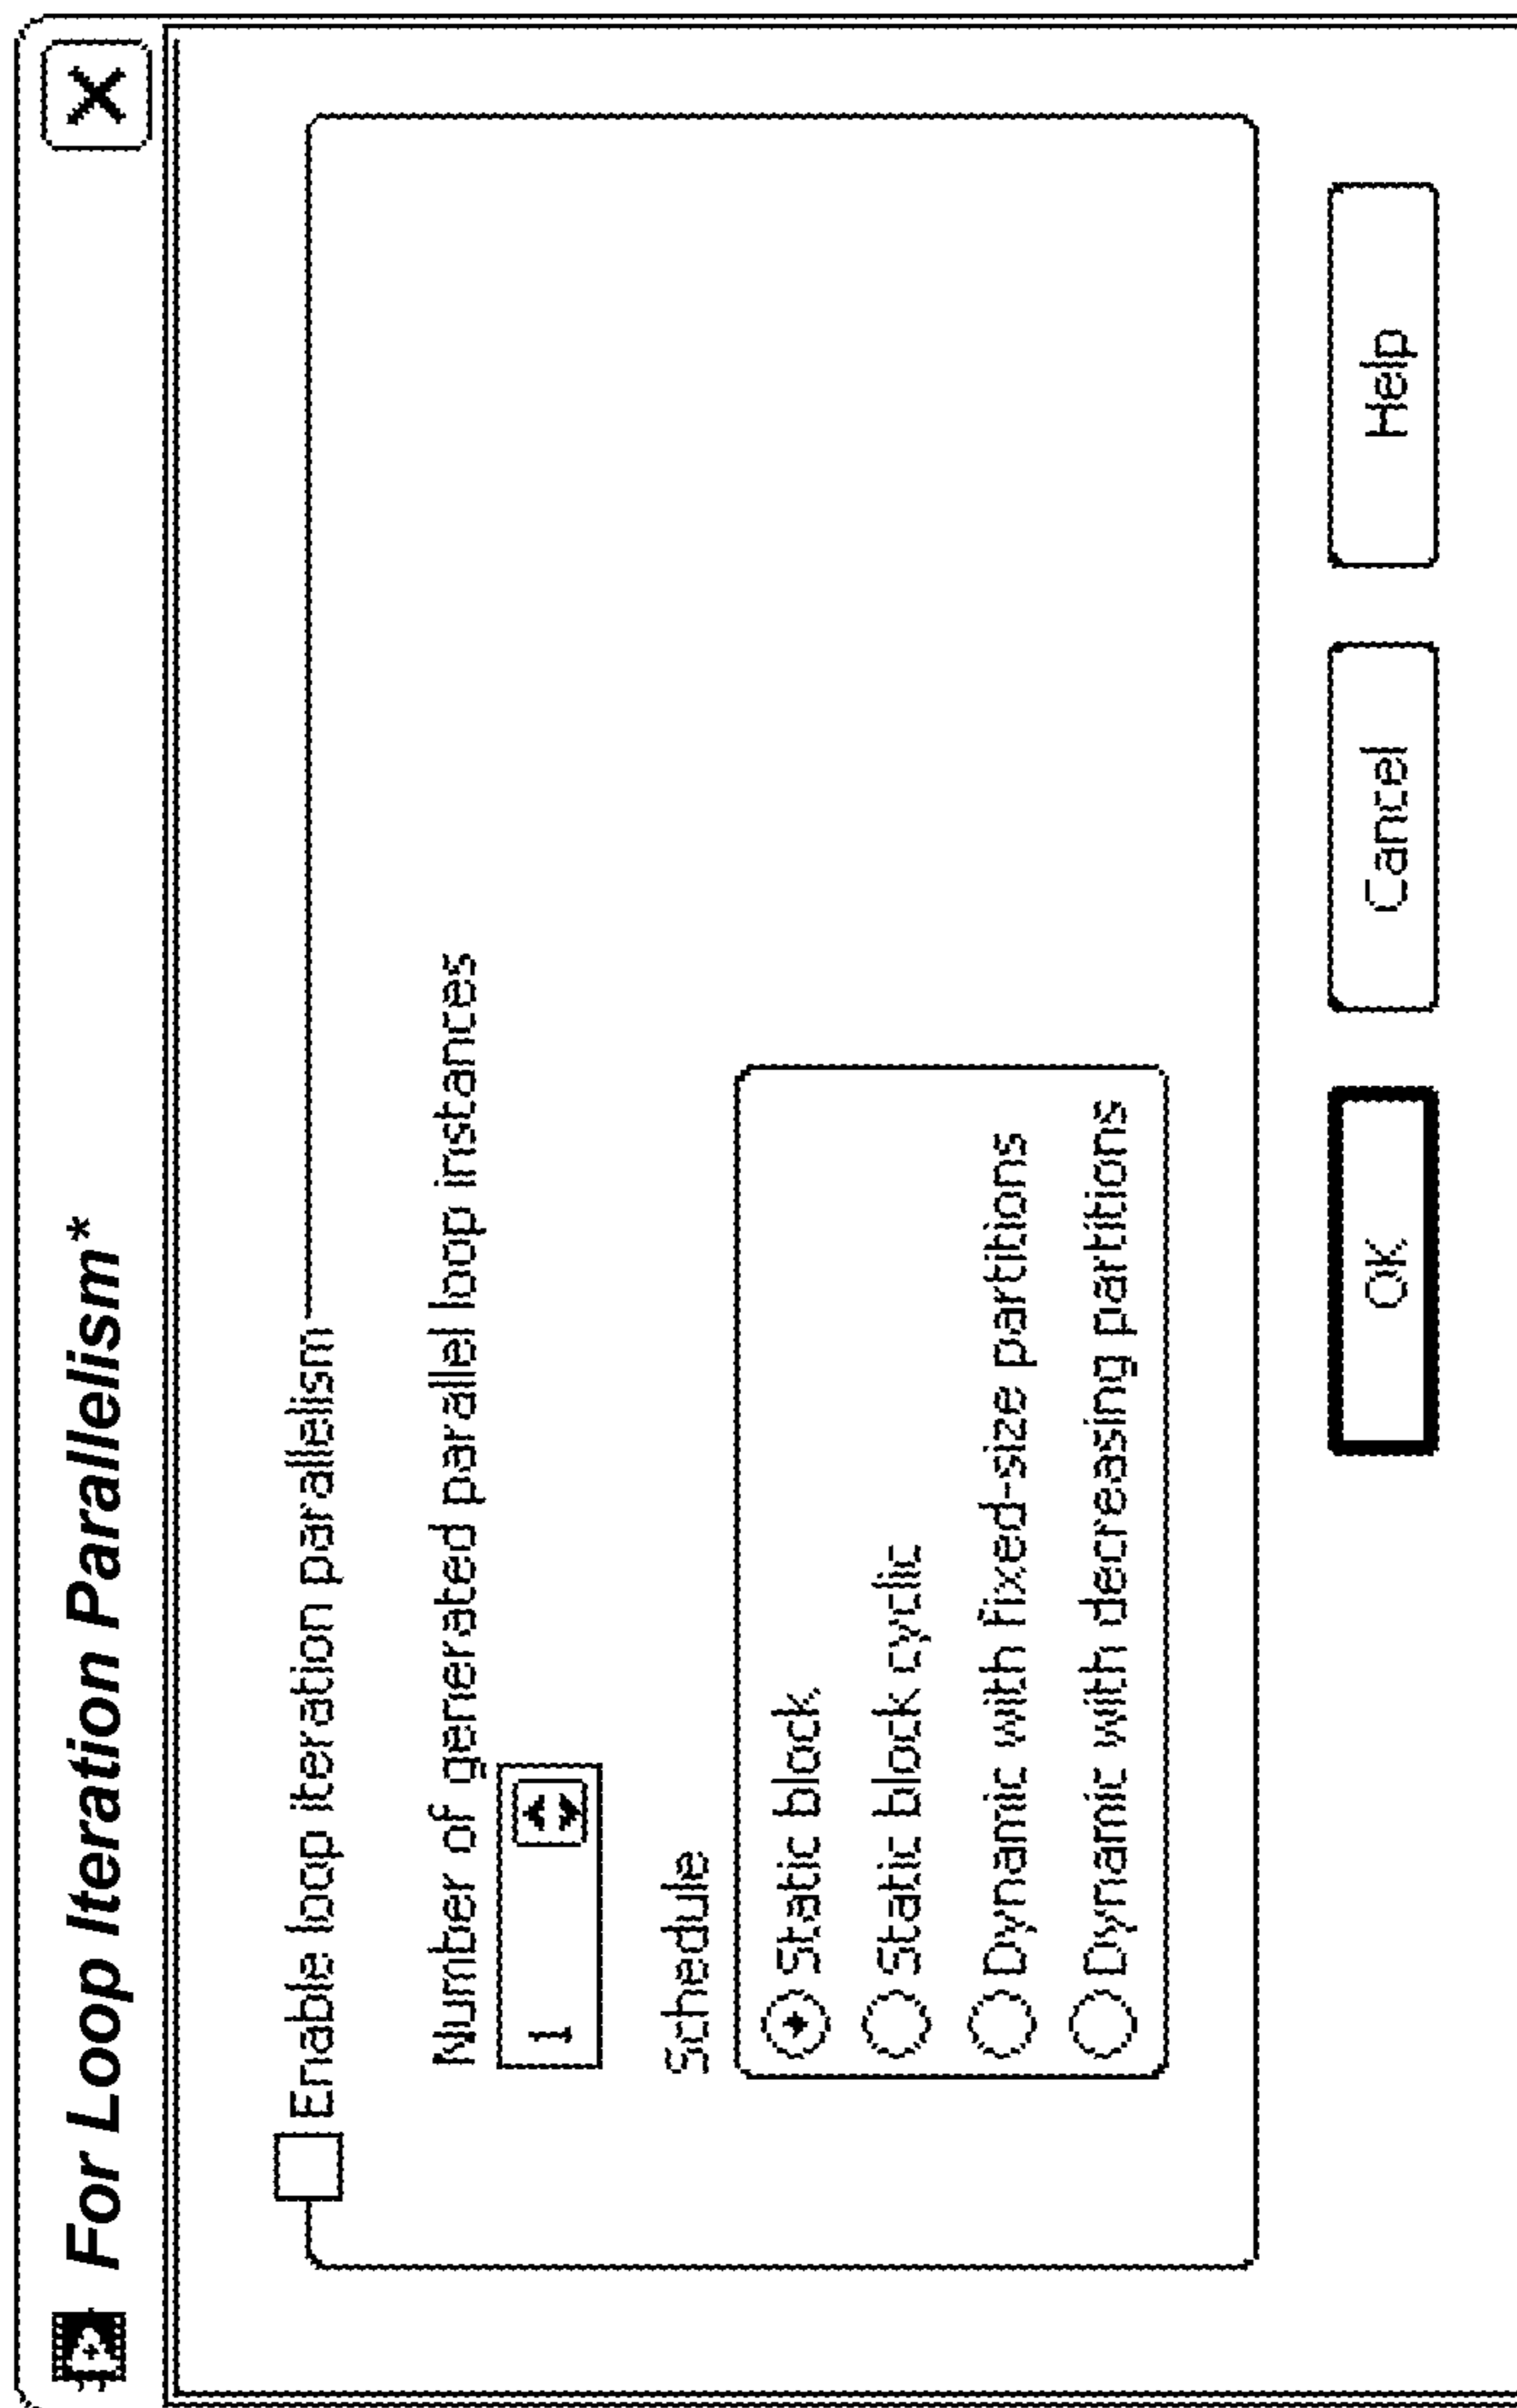 For Loop Iteration Parallelism*
Enable loop iteration parallelism
Number of generated parallel loop instances
1
Schedule
Static block
Static block cyclic
Dynamic with fixed-size partitions
Dynamic with decreasing partitions
OK Cancel Help